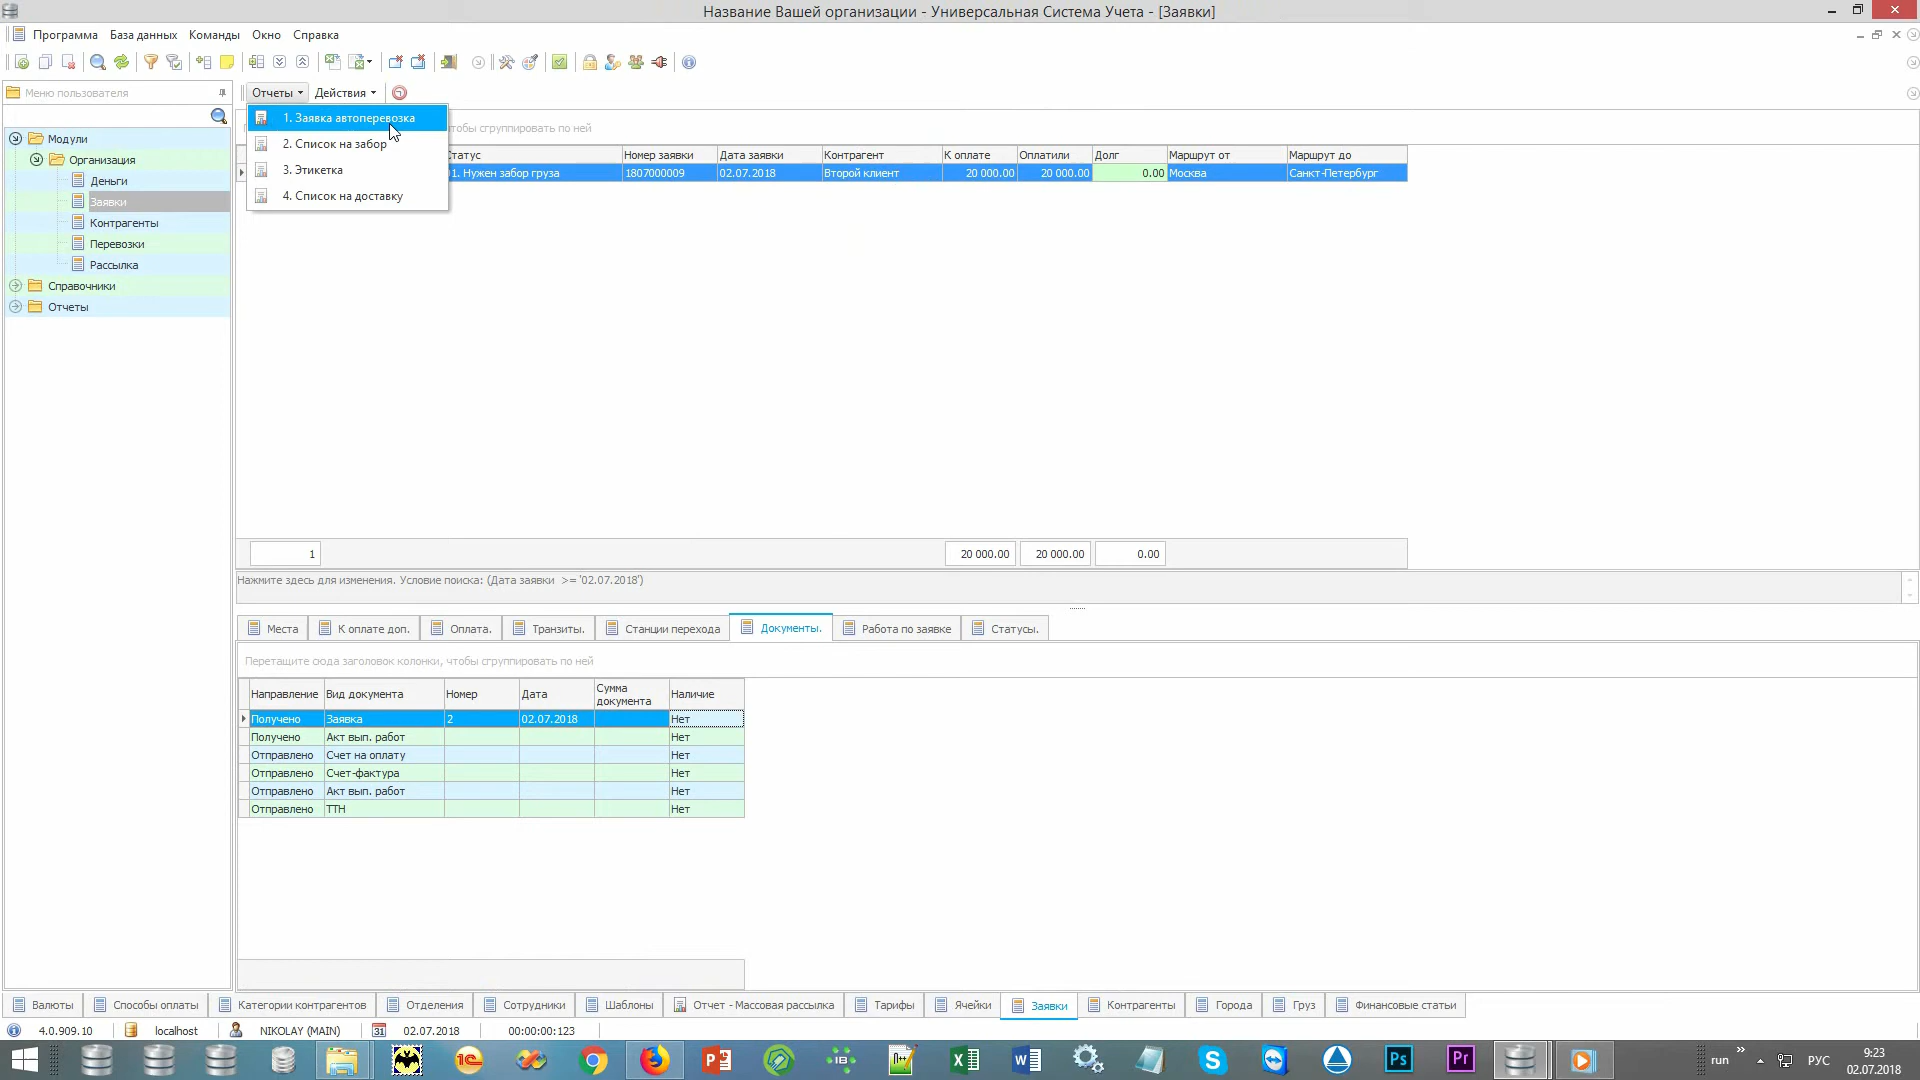 Название Вашей организации - Универсальная Система Учета - [Заявки]
Программа База данных Команды Окно Справка
Меню пользователя
Отчеты Действия
1. Заявка автоперевозка
2. Список на забор
3. Этикетка
4. Список на доставку
чтобы сгруппировать по ней
Модули
Организация
Деньги
Заявки
Контрагенты
Перевозки
Рассылка
Справочники
Отчеты
Статус Номер заявки Дата заявки Контрагент К оплате Оплатили Долг Маршрут от Маршрут до
01. Нужен забор груза 1807000009 02.07.2018 Второй клиент 20 000.00 20 000.00 0.00 Москва Санкт-Петербург
1 20 000.00 20 000.00 0.00
Нажмите здесь для изменения. Условие поиска: (Дата заявки >= '02.07.2018')
Места К оплате доп. Оплата. Транзиты. Станции перехода Документы. Работа по заявке Статусы.
Перетащите сюда заголовок колонки, чтобы сгруппировать по ней
Направление Вид документа Номер Дата Сумма документа Наличие
Получено Заявка 2 02.07.2018 Нет
Получено Акт вып. работ Нет
Отправлено Счет на оплату Нет
Отправлено Счет-фактура Нет
Отправлено Акт вып. работ Нет
Отправлено ТТН Нет
Валюты Способы оплаты Категории контрагентов Отделения Сотрудники Шаблоны Отчет - Массовая рассылка Тарифы Ячейки Заявки Контрагенты Города Груз Финансовые статьи
4.0.909.10 localhost NIKOLAY (MAIN) 31 02.07.2018 00:00:00:123
run РУС 9:23
02.07.2018